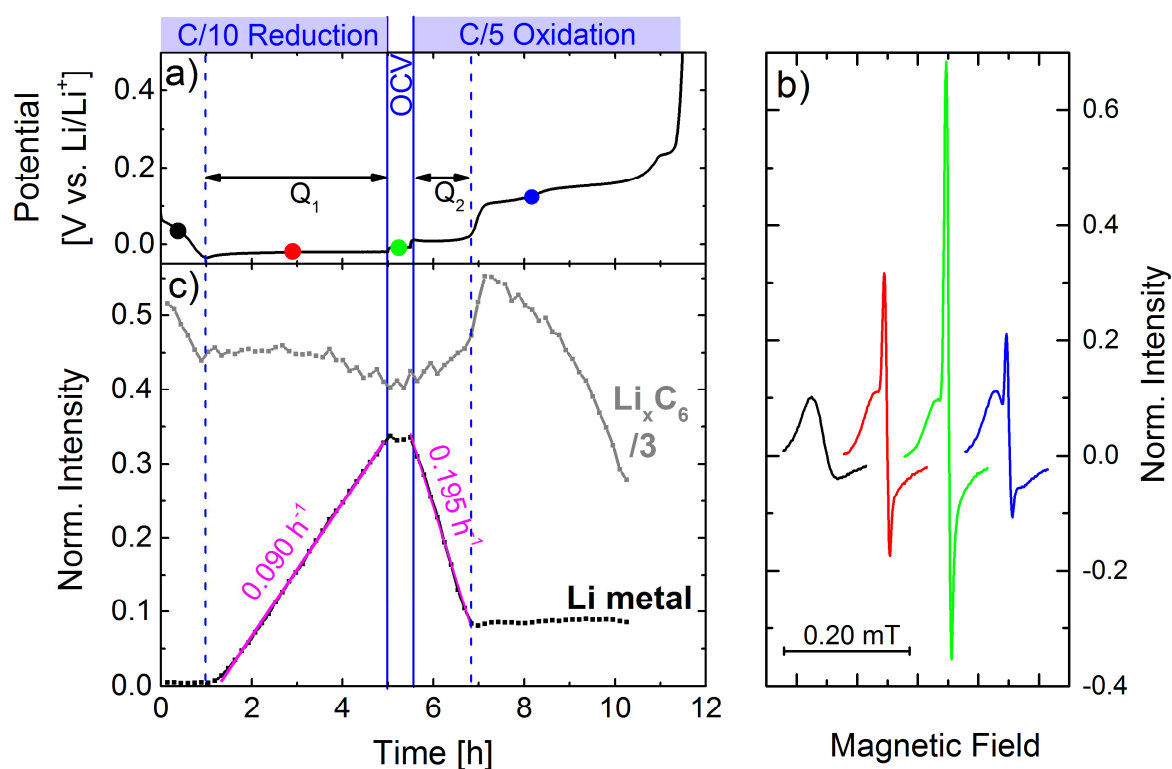 C/10 Reduction
OCV
C/5 Oxidation
a)
Potential
[V vs. Li/Li⁺]
0.4
0.2
0.0
Q₁
Q₂
c)
Norm. Intensity
0.5
0.4
0.3
0.2
0.1
0.0
LiₓC₆
/3
0.090 h⁻¹
0.195 h⁻¹
Li metal
0 2 4 6 8 10 12
Time [h]
b)
0.6
0.4
0.2
0.0
-0.2
-0.4
Norm. Intensity
0.20 mT
Magnetic Field